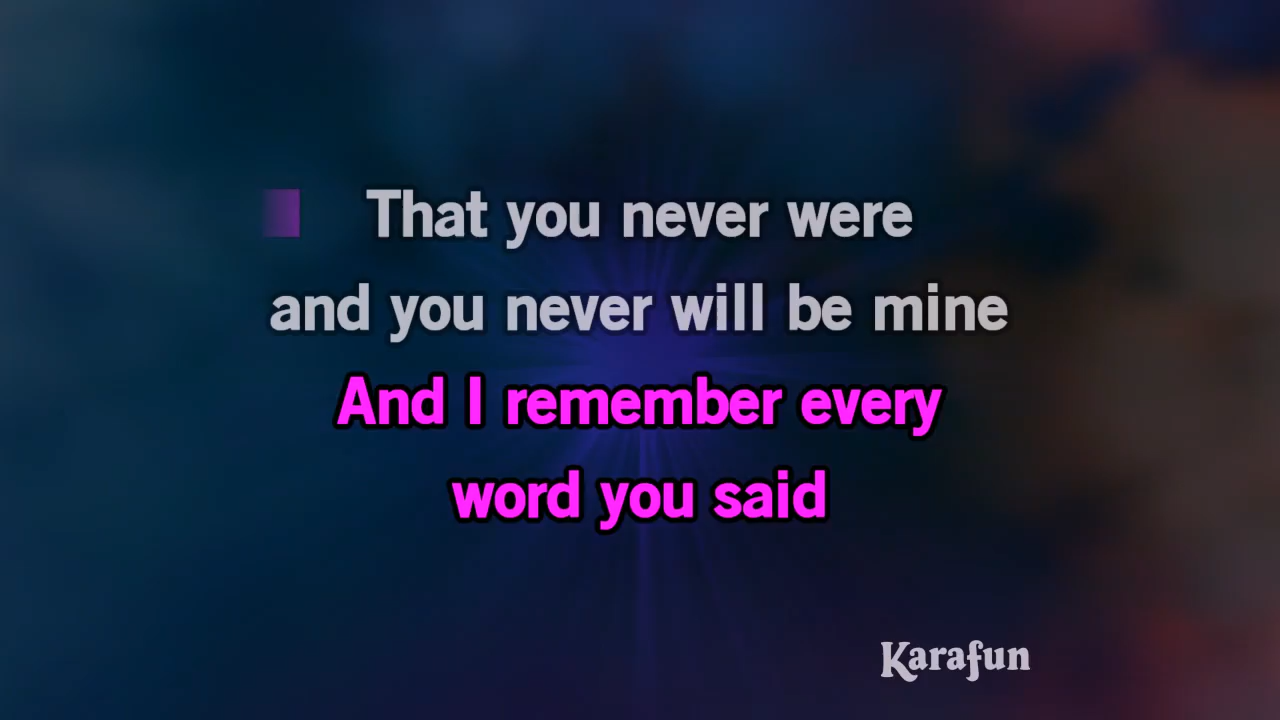 That you never were
and you never will be mine
And I remember every
word you said
Karafun